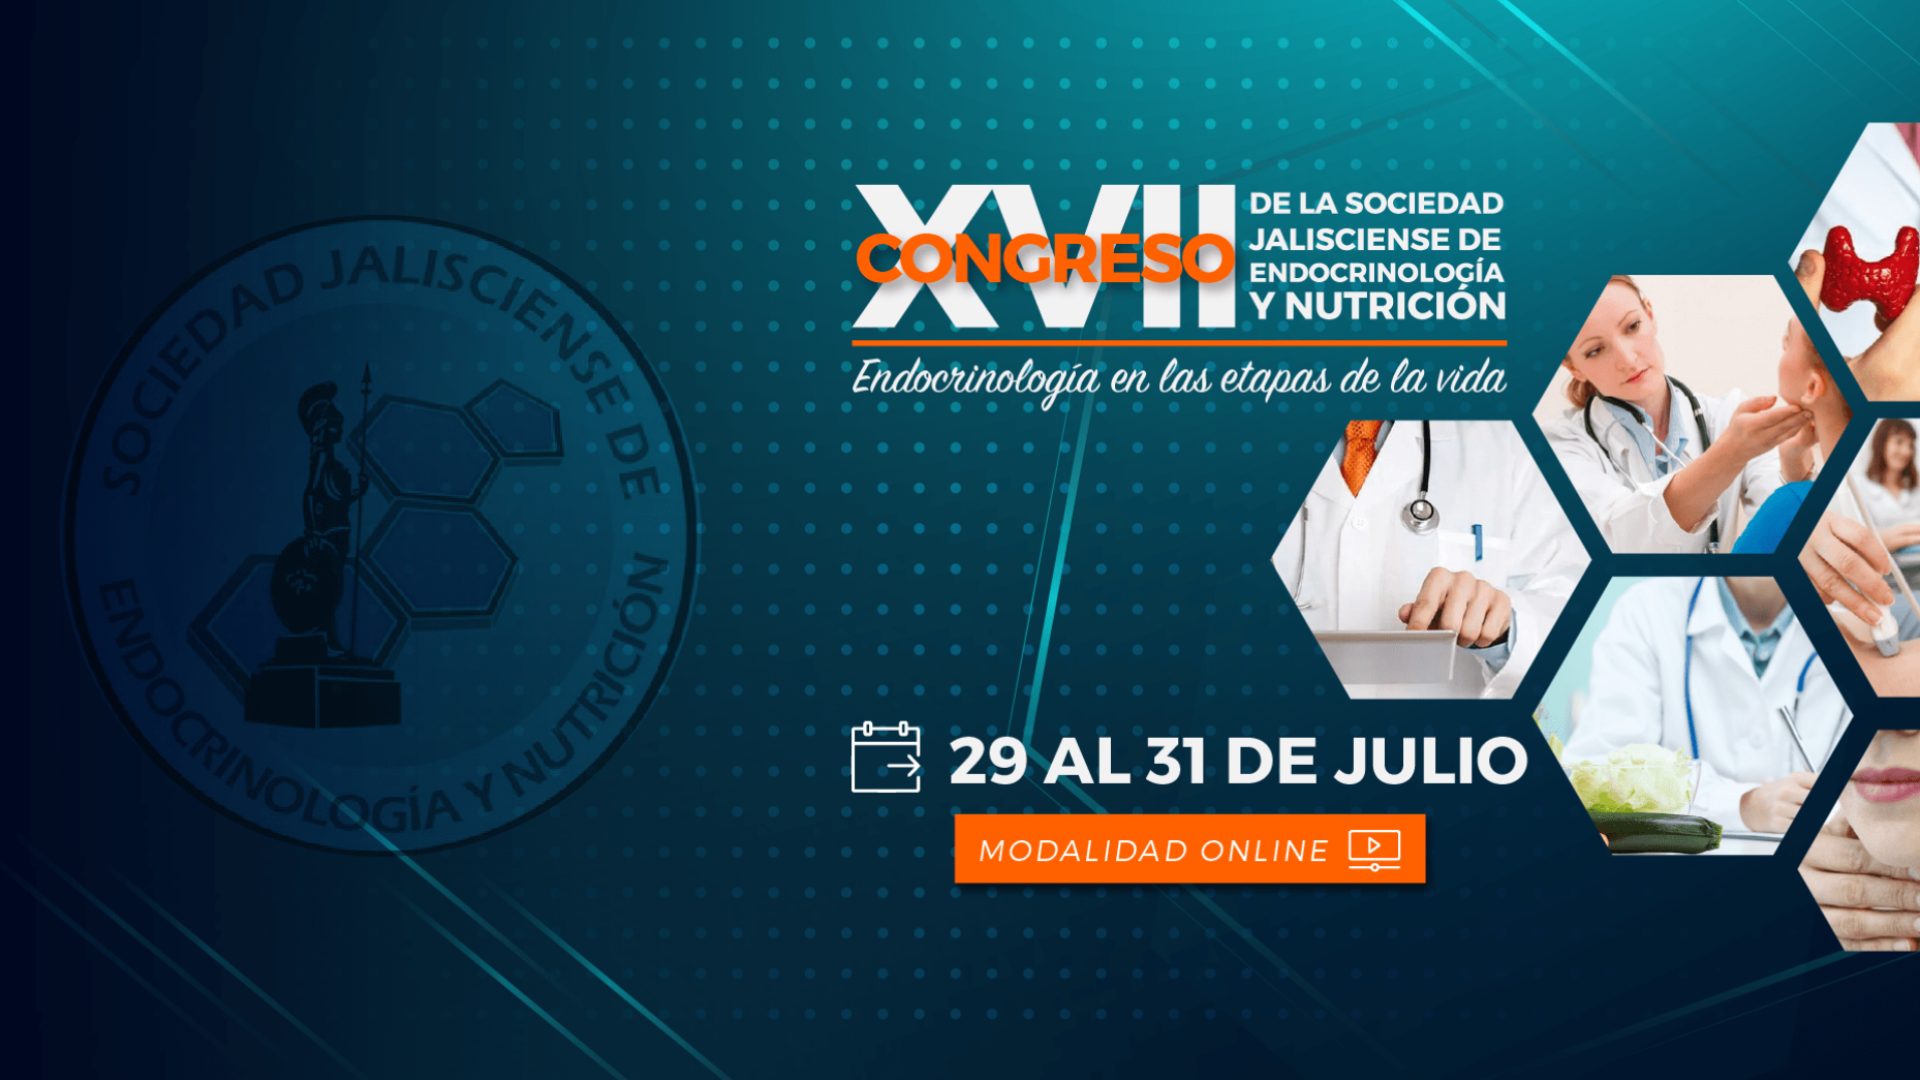 SOCIEDAD JALISCIENSE DE
ENDOCRINOLOGÍA Y NUTRICIÓN
XVII
CONGRESO
DE LA SOCIEDAD
JALISCIENSE DE
ENDOCRINOLOGÍA
Y NUTRICIÓN
Endocrinología en las etapas de la vida
29 AL 31 DE JULIO
MODALIDAD ONLINE